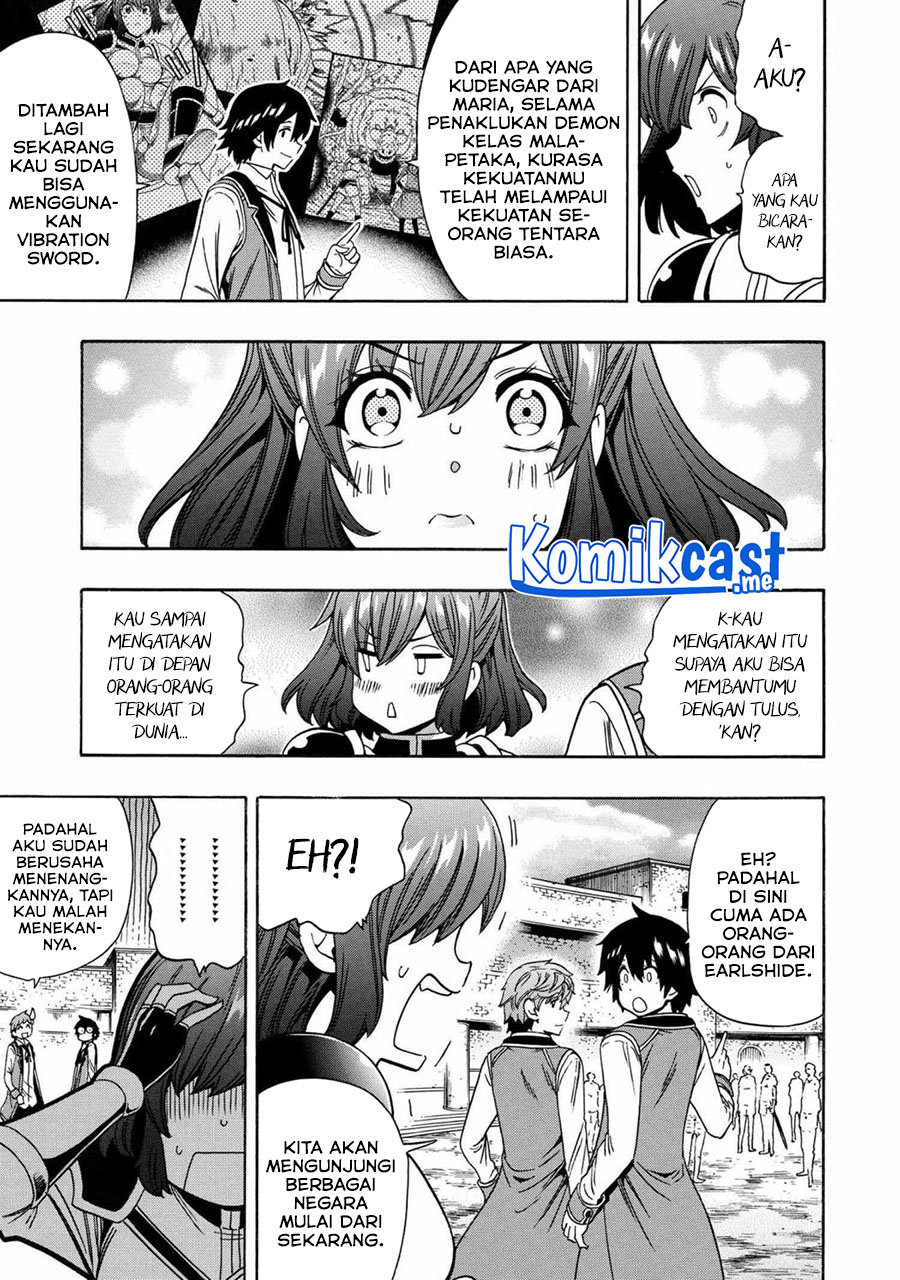 A-
AKU?
APA
YANG KAU
BICARA-
KAN?
DARI APA YANG
KUDENGAR DARI
MARIA, SELAMA
PENAKLUKAN DEMON
KELAS MALA-
PETAKA, KURASA
KEKUATANMU
TELAH MELAMPAUI
KEKUATAN SE-
ORANG TENTARA
BIASA.
DITAMBAH
LAGI
SEKARANG
KAU SUDAH
BISA
MENGGUNA-
KAN
VIBRATION
SWORD.
Komikcast
.me
K-KAU
MENGATAKAN ITU
SUPAYA AKU BISA
MEMBANTUMU
DENGAN TULUS,
'KAN?
KAU SAMPAI
MENGATAKAN
ITU DI DEPAN
ORANG-ORANG
TERKUAT DI
DUNIA...
EH?
PADAHAL
DI SINI
CUMA ADA
ORANG-
ORANG DARI
EARLSHIDE.
EH?!
KITA AKAN
MENGUNJUNGI
BERBAGAI
NEGARA
MULAI DARI
SEKARANG.
PADAHAL
AKU SUDAH
BERUSAHA
MENENANG-
KANNYA, TAPI
KAU MALAH
MENEKAN-
NYA.